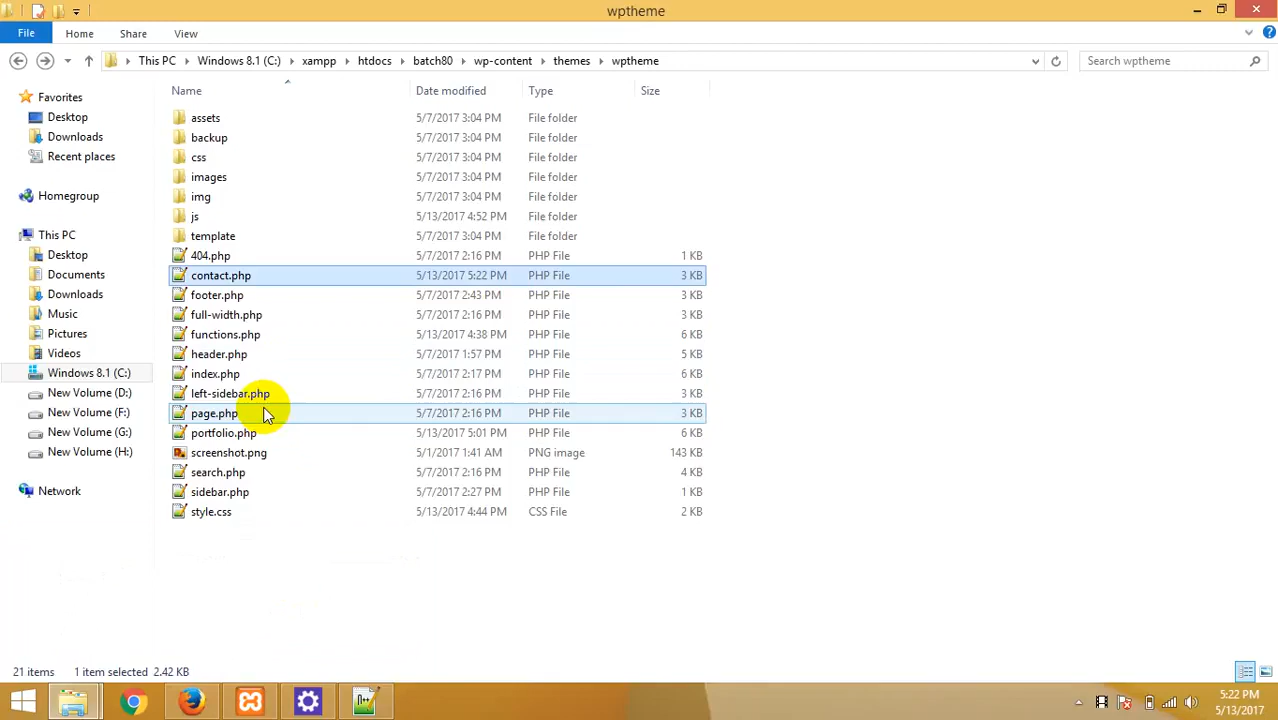 wptheme
File Home Share View
This PC Windows 8.1 (C:) xampp htdocs batch80 wp-content themes wptheme Search wptheme
Name Date modified Type Size
Favorites
Desktop
Downloads
Recent places
Homegroup
This PC
Desktop
Documents
Downloads
Music
Pictures
Videos
Windows 8.1 (C:)
New Volume (D:)
New Volume (F:)
New Volume (G:)
New Volume (H:)
Network
assets 5/7/2017 3:04 PM File folder
backup 5/7/2017 3:04 PM File folder
css 5/7/2017 3:04 PM File folder
images 5/7/2017 3:04 PM File folder
img 5/7/2017 3:04 PM File folder
js 5/13/2017 4:52 PM File folder
template 5/7/2017 3:04 PM File folder
404.php 5/7/2017 2:16 PM PHP File 1 KB
contact.php 5/13/2017 5:22 PM PHP File 3 KB
footer.php 5/7/2017 2:43 PM PHP File 3 KB
full-width.php 5/7/2017 2:16 PM PHP File 3 KB
functions.php 5/13/2017 4:38 PM PHP File 6 KB
header.php 5/7/2017 1:57 PM PHP File 5 KB
index.php 5/7/2017 2:17 PM PHP File 6 KB
left-sidebar.php 5/7/2017 2:16 PM PHP File 3 KB
page.php 5/7/2017 2:16 PM PHP File 3 KB
portfolio.php 5/13/2017 5:01 PM PHP File 6 KB
screenshot.png 5/1/2017 1:41 AM PNG image 143 KB
search.php 5/7/2017 2:16 PM PHP File 4 KB
sidebar.php 5/7/2017 2:27 PM PHP File 1 KB
style.css 5/13/2017 4:44 PM CSS File 2 KB
21 items 1 item selected 2.42 KB
5:22 PM
5/13/2017